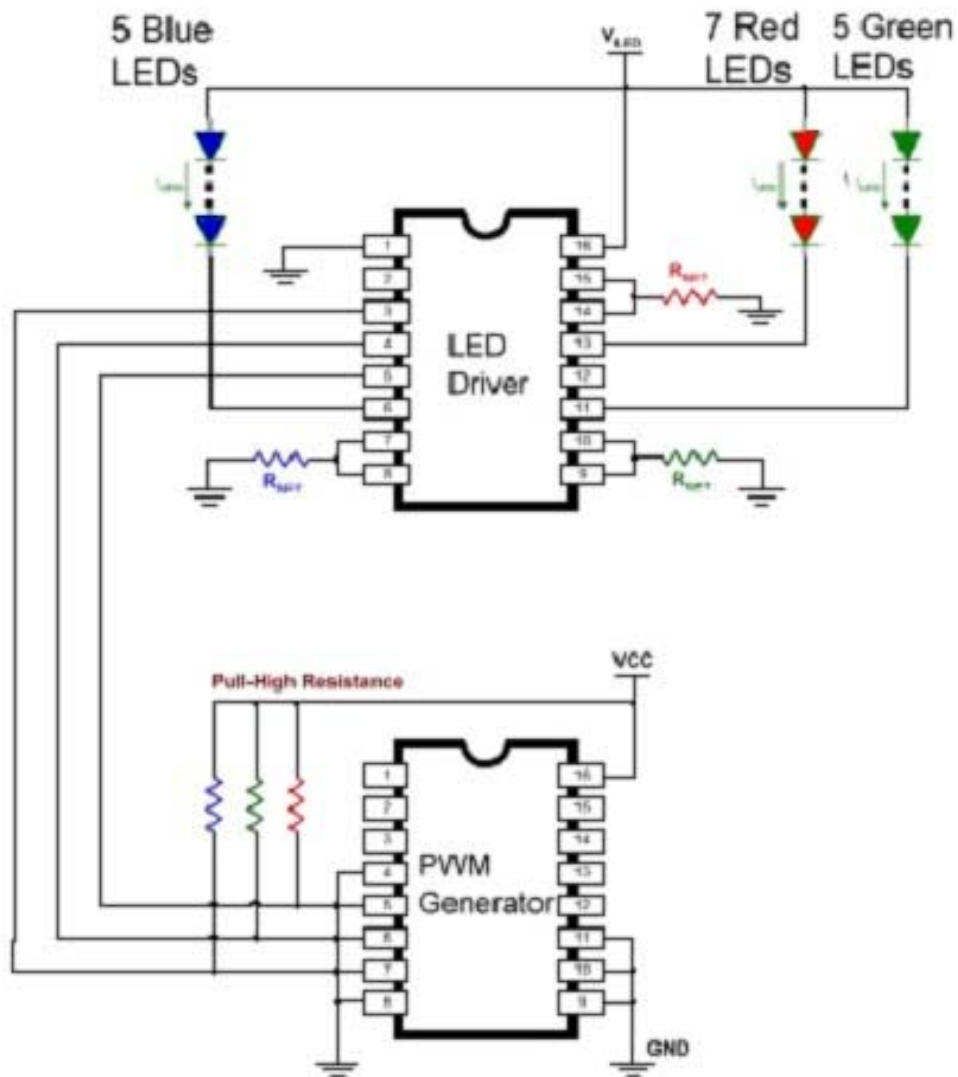 5 Blue
LEDs
VLED
7 Red
LEDs
5 Green
LEDs
1
2
3
4
5
6
7
8
LED
Driver
16
15
14
13
12
11
10
9
Pull-High Resistance
VCC
1
2
3
4
5
6
7
8
PWM
Generator
16
15
14
13
12
11
10
9
GND